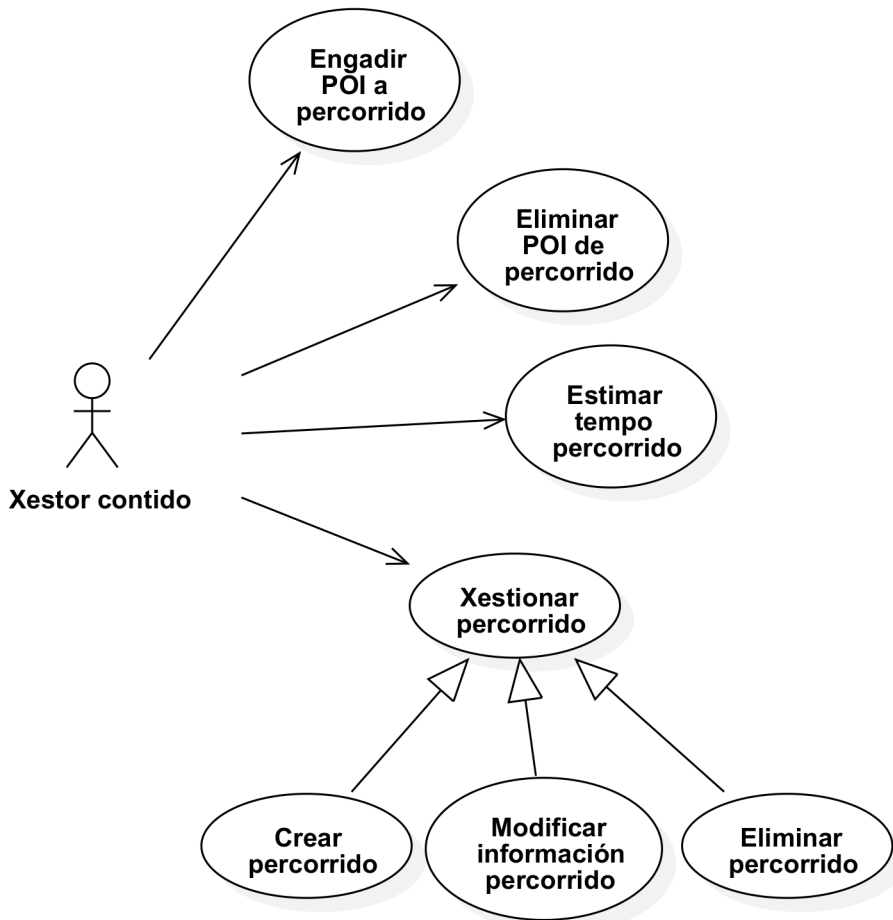 Engadir
POI a
percorrido
Eliminar
POI de
percorrido
Estimar
tempo
percorrido
Xestor contido
Xestionar
percorrido
Crear
percorrido
Modificar
información
percorrido
Eliminar
percorrido